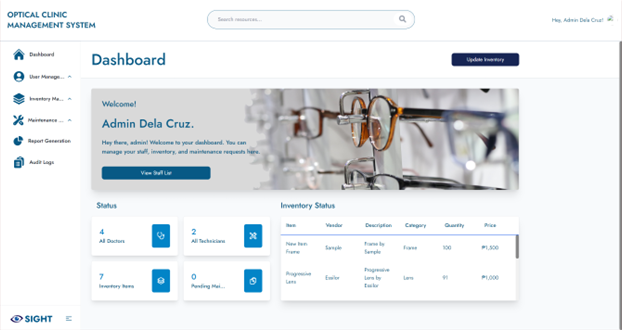 OPTICAL CLINIC
MANAGEMENT SYSTEM
Search resources...
Hey, Admin Dela Cruz!
Dashboard
User Manage...
Inventory Ma...
Maintenance ...
Report Generation
Audit Logs
SIGHT
Dashboard
Update Inventory
Welcome!
Admin Dela Cruz.
Hey there, admin! Welcome to your dashboard. You can
manage your staff, inventory, and maintenance requests here.
View Staff List
Status
4
All Doctors
2
All Technicians
7
Inventory Items
0
Pending Mai...
Inventory Status
Item Vendor Description Category Quantity Price
New Item Frame Sample Frame by Sample Frame 100 ₱1,500
Progressive Lens Essilor Progressive Lens by Essilor Lens 91 ₱1,000